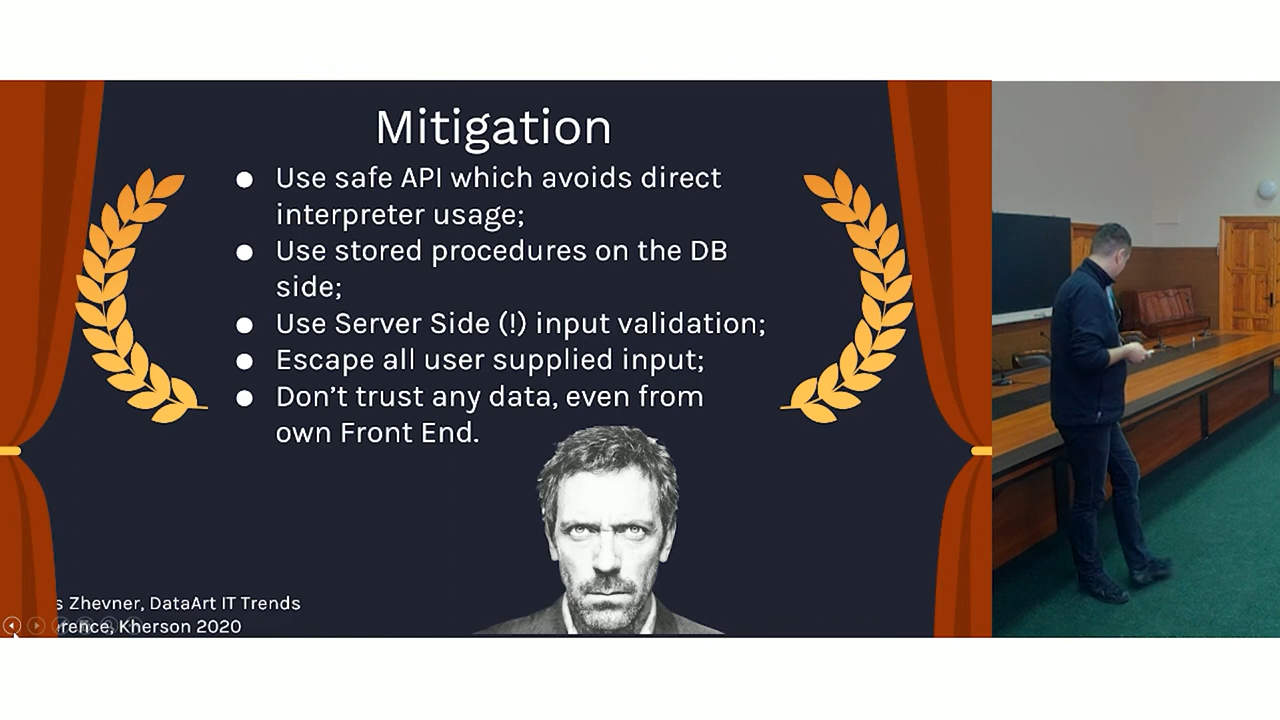 Mitigation
● Use safe API which avoids direct
interpreter usage;
● Use stored procedures on the DB
side;
● Use Server Side (!) input validation;
● Escape all user supplied input;
● Don’t trust any data, even from
own Front End.
s Zhevner, DataArt IT Trends
erence, Kherson 2020